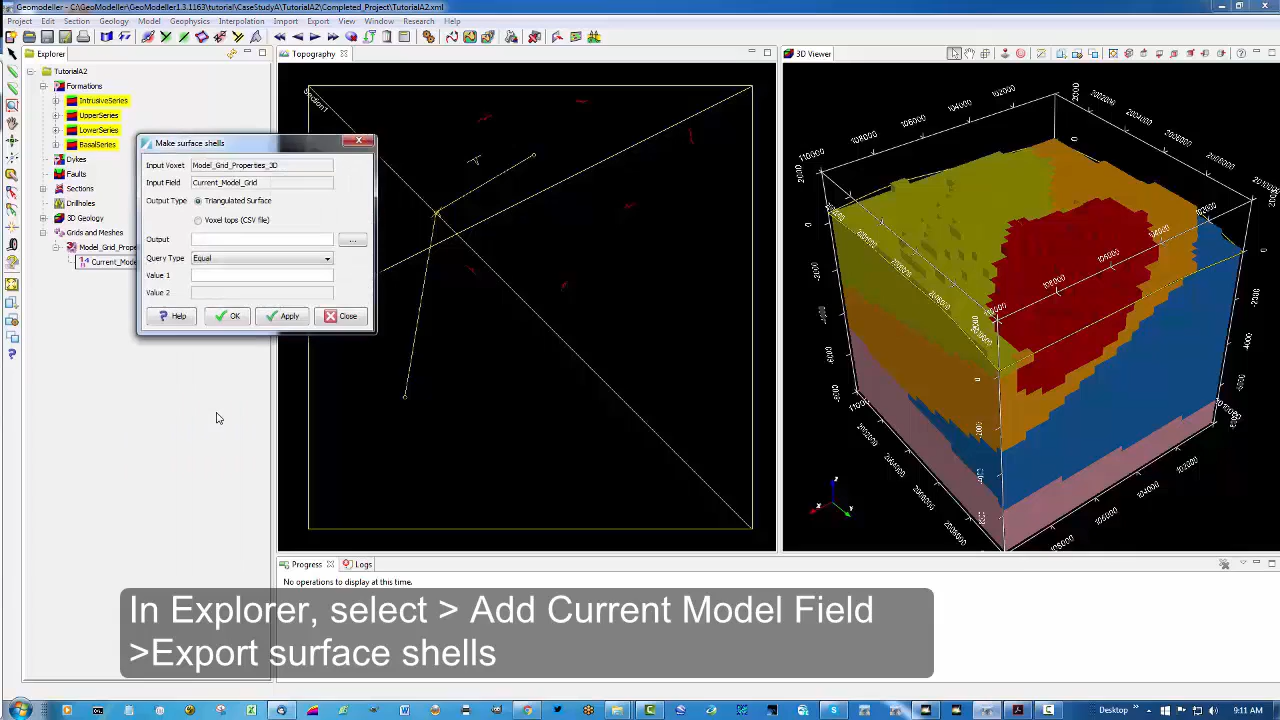 Geomodeller - [C:\GeoModeller\GeoModeller1.3.1163\tutorial\CaseStudyA\TutorialA2\Completed_Project\TutorialA2.xml]
Project Edit Section Geology Model Geophysics Interpolation Import Export View Window Research Help
Explorer
Topography
3D Viewer
TutorialA2
Formations
IntrusiveSeries
UpperSeries
LowerSeries
BasalSeries
Dykes
Faults
Sections
Drillholes
3D Geology
Grids and Meshes
Model_Grid_Prope
Current_Mode
Make surface shells
Input Voxet Model_Grid_Properties_3D
Input Field Current_Model_Grid
Output Type Triangulated Surface
Voxel tops (CSV file)
Output ...
Query Type Equal
Value 1
Value 2
Help OK Apply Close
Section1
Progress Logs
No operations to display at this time.
In Explorer, select > Add Current Model Field
>Export surface shells
Desktop 9:11 AM